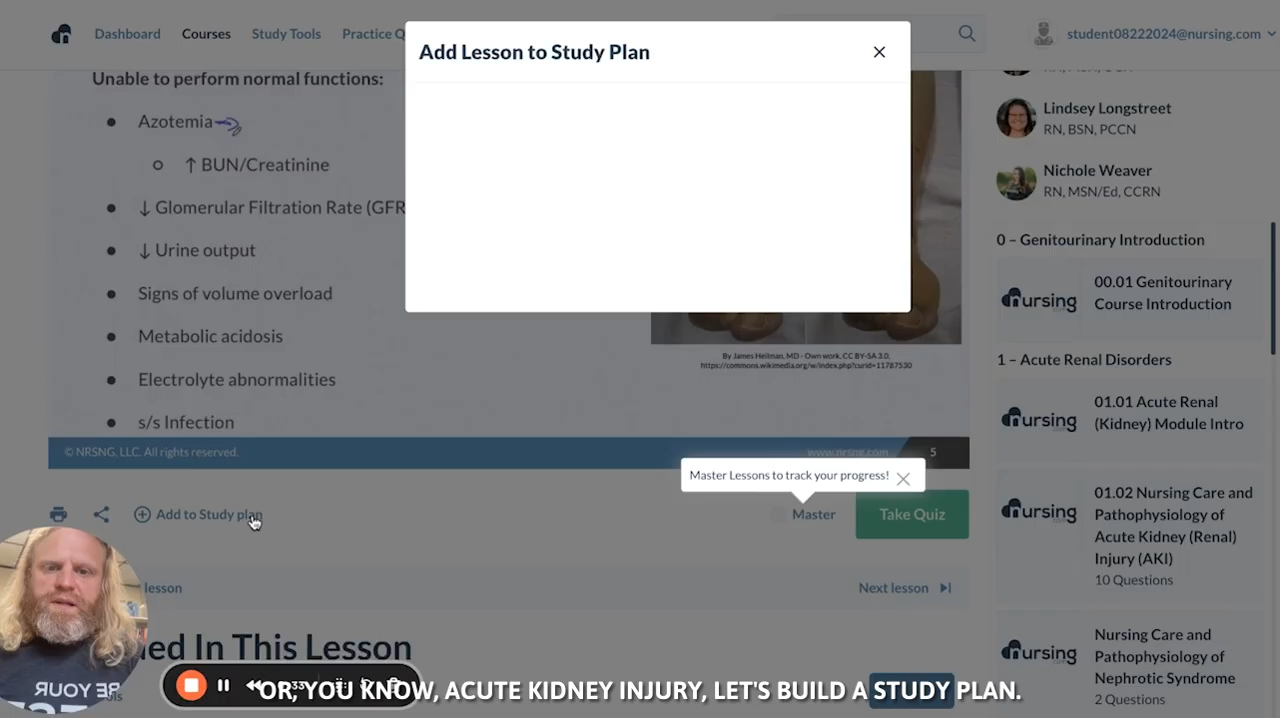 Dashboard
Courses
Study Tools
Practice Q
student08222024@nursing.com
Add Lesson to Study Plan
Unable to perform normal functions:
Azotemia
↑ BUN/Creatinine
↓ Glomerular Filtration Rate (GFR
↓ Urine output
Signs of volume overload
Metabolic acidosis
Electrolyte abnormalities
s/s Infection
By James Heilman, MD - Own work, CC BY-SA 3.0,
https://commons.wikimedia.org/w/index.php?curid=11787530
© NRSNG, LLC. All rights reserved.
www.nrsng.com
5
Master Lessons to track your progress!
Add to Study plan
Master
Take Quiz
lesson
Next lesson
ed In This Lesson
Lindsey Longstreet
RN, BSN, PCCN
Nichole Weaver
RN, MSN/Ed, CCRN
0 – Genitourinary Introduction
nursing
00.01 Genitourinary
Course Introduction
1 – Acute Renal Disorders
nursing
01.01 Acute Renal
(Kidney) Module Intro
nursing
01.02 Nursing Care and
Pathophysiology of
Acute Kidney (Renal)
Injury (AKI)
10 Questions
nursing
Nursing Care and
Pathophysiology of
Nephrotic Syndrome
2 Questions
BE YOUR
OR, YOU KNOW, ACUTE KIDNEY INJURY, LET'S BUILD A STUDY PLAN.